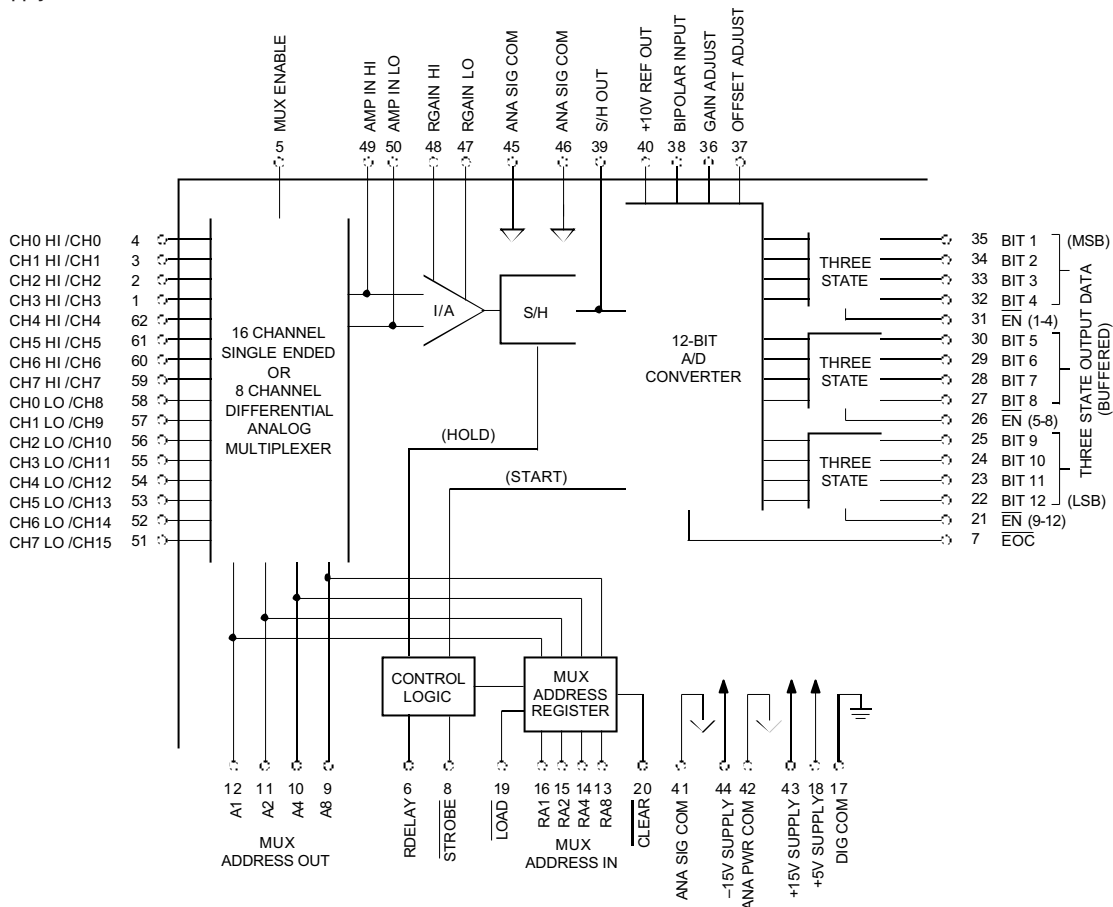 MUX ENABLE
5
AMP IN HI
49
AMP IN LO
50
RGAIN HI
48
RGAIN LO
47
ANA SIG COM
45
ANA SIG COM
46
S/H OUT
39
+10V REF OUT
40
BIPOLAR INPUT
38
GAIN ADJUST
36
OFFSET ADJUST
37
CH0 HI /CH0 4
CH1 HI /CH1 3
CH2 HI /CH2 2
CH3 HI /CH3 1
CH4 HI /CH4 62
CH5 HI /CH5 61
CH6 HI /CH6 60
CH7 HI /CH7 59
CH0 LO /CH8 58
CH1 LO /CH9 57
CH2 LO /CH10 56
CH3 LO /CH11 55
CH4 LO /CH12 54
CH5 LO /CH13 53
CH6 LO /CH14 52
CH7 LO /CH15 51
16 CHANNEL
SINGLE ENDED
OR
8 CHANNEL
DIFFERENTIAL
ANALOG
MULTIPLEXER
I/A
S/H
(HOLD)
(START)
12-BIT
A/D
CONVERTER
THREE
STATE
THREE
STATE
THREE
STATE
35 BIT 1 (MSB)
34 BIT 2
33 BIT 3
32 BIT 4
31 EN (1-4)
30 BIT 5
29 BIT 6
28 BIT 7
27 BIT 8
26 EN (5-8)
25 BIT 9
24 BIT 10
23 BIT 11
22 BIT 12 (LSB)
21 EN (9-12)
7 EOC
THREE STATE OUTPUT DATA
(BUFFERED)
CONTROL
LOGIC
MUX
ADDRESS
REGISTER
12
A1
11
A2
10
A4
9
A8
MUX
ADDRESS OUT
6
RDELAY
8
STROBE
19
LOAD
16
RA1
15
RA2
14
RA4
13
RA8
MUX
ADDRESS IN
20
CLEAR
41
ANA SIG COM
44
–15V SUPPLY
42
ANA PWR COM
43
+15V SUPPLY
18
+5V SUPPLY
17
DIG COM